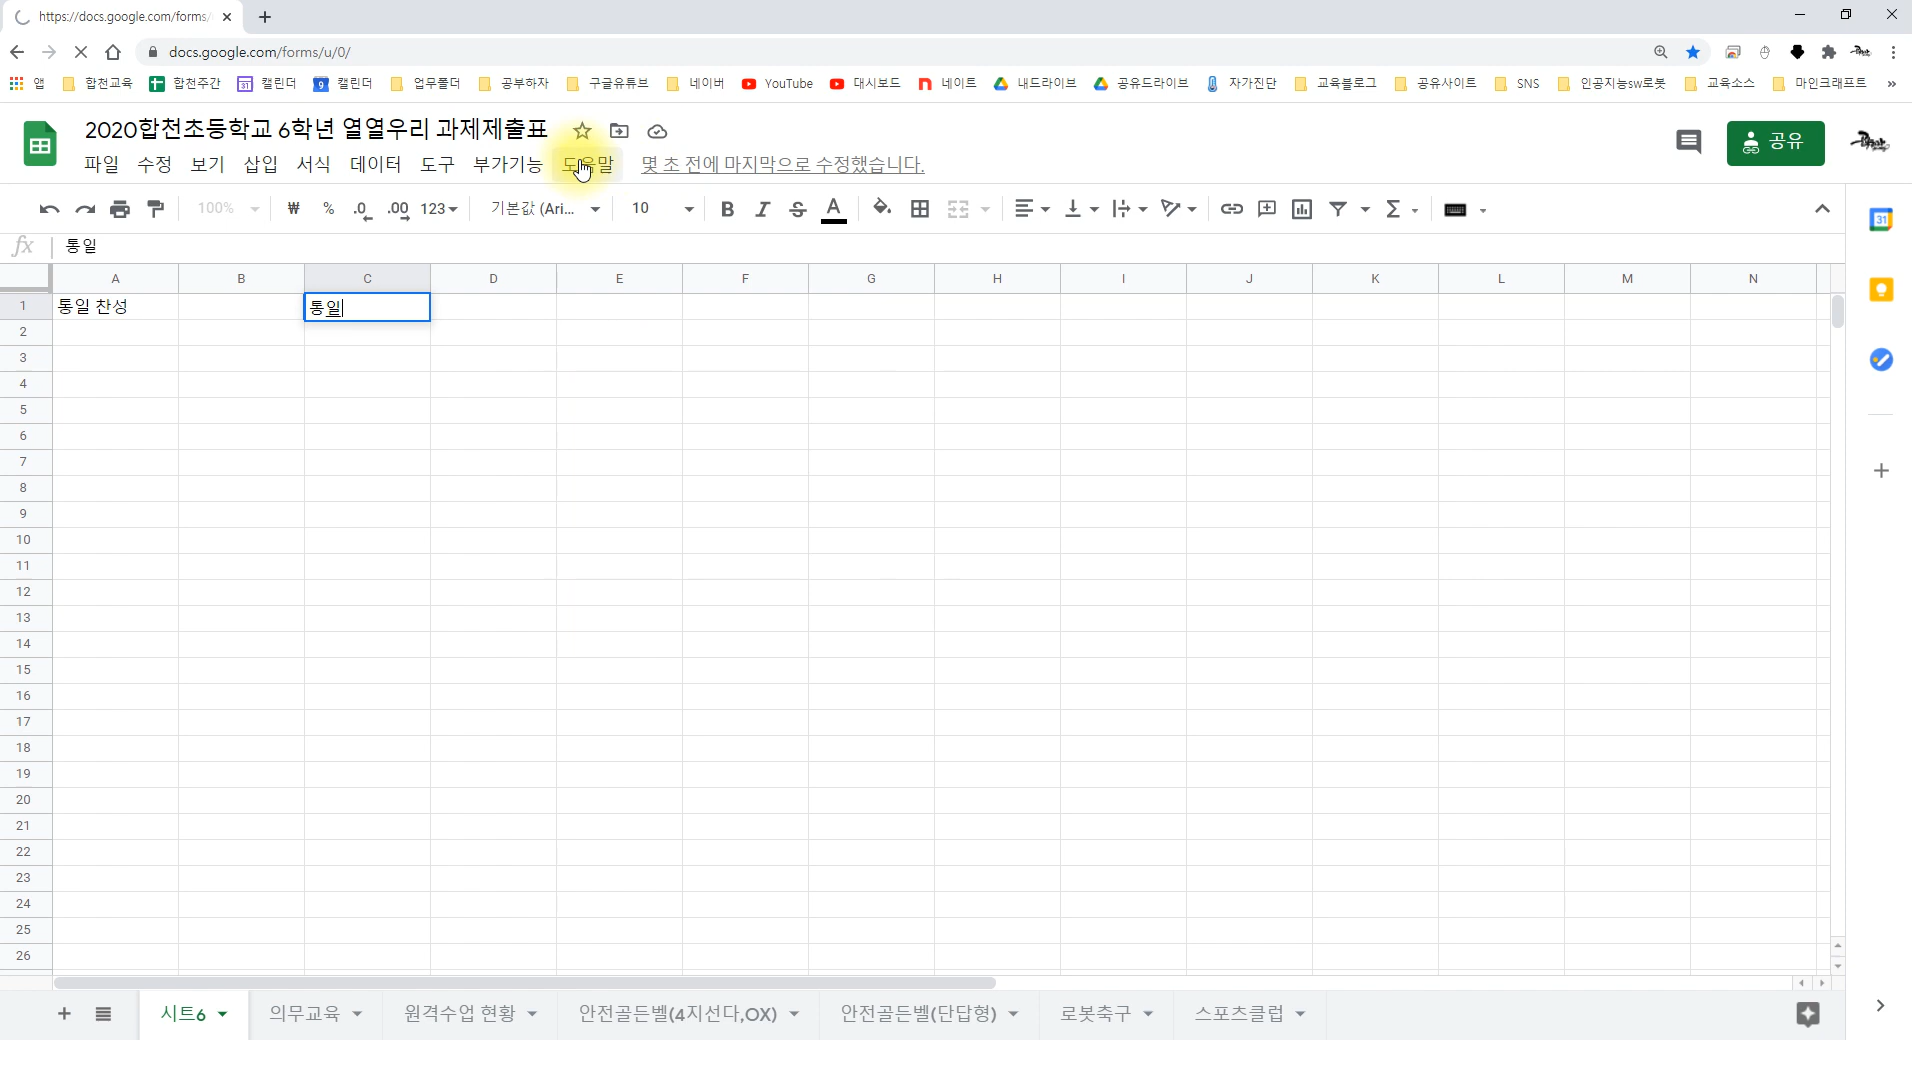 https://docs.google.com/forms/
docs.google.com/forms/u/0/
앱 합천교육 합천주간 31 캘린더 9 캘린더 업무폴더 공부하자 구글유튜브 네이버 YouTube 대시보드 네이트 내드라이브 공유드라이브 자가진단 교육블로그 공유사이트 SNS 인공지능sw로봇 교육소스 마인크래프트 »
2020합천초등학교 6학년 열열우리 과제제출표
공유
파일 수정 보기 삽입 서식 데이터 도구 부가기능 도움말 몇 초 전에 마지막으로 수정했습니다.
100% ₩ % .0 .00 123 기본값 (Ari... 10 B I S A Σ
31
fx 통일
A B C D E F G H I J K L M N
1 통일 찬성 통일
2
3
4
5
6
7
8
9
10
11
12
13
14
15
16
17
18
19
20
21
22
23
24
25
26
시트6 의무교육 원격수업 현황 안전골든벨(4지선다,OX) 안전골든벨(단답형) 로봇축구 스포츠클럽